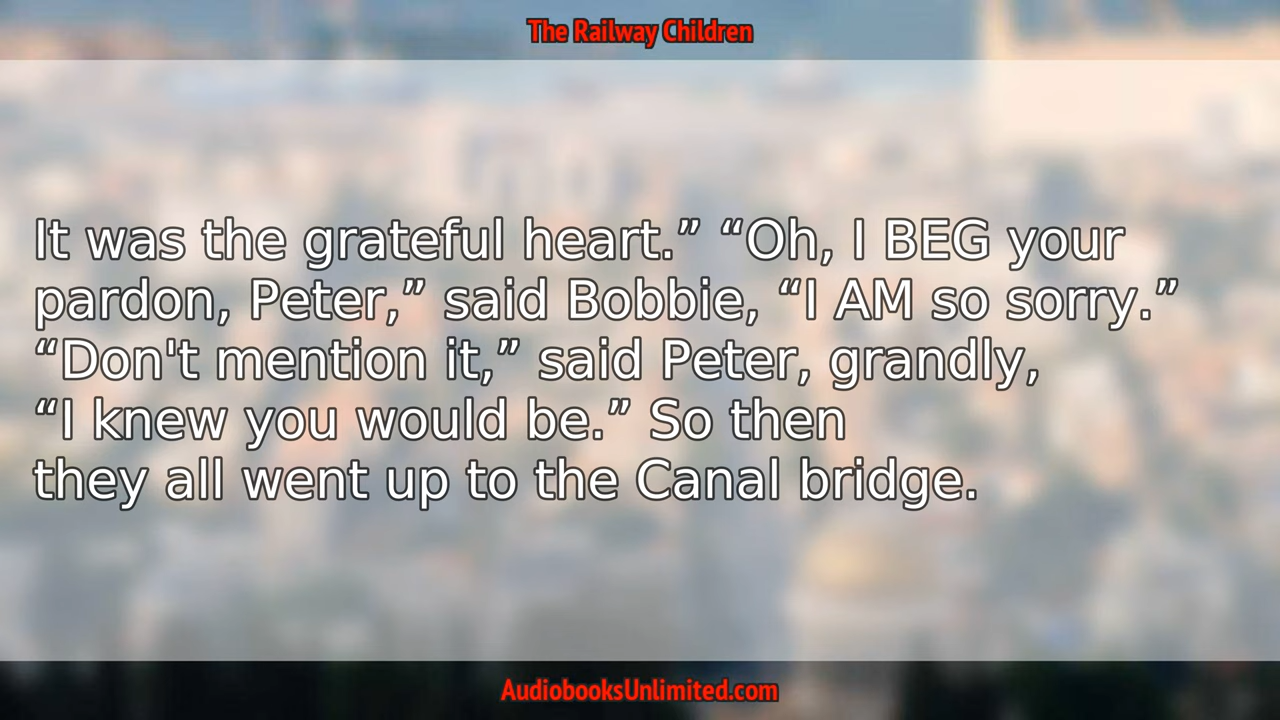 The Railway Children
It was the grateful heart.” “Oh, I BEG your
pardon, Peter,” said Bobbie, “I AM so sorry.”
“Don't mention it,” said Peter, grandly,
“I knew you would be.” So then
they all went up to the Canal bridge.
AudiobooksUnlimited.com